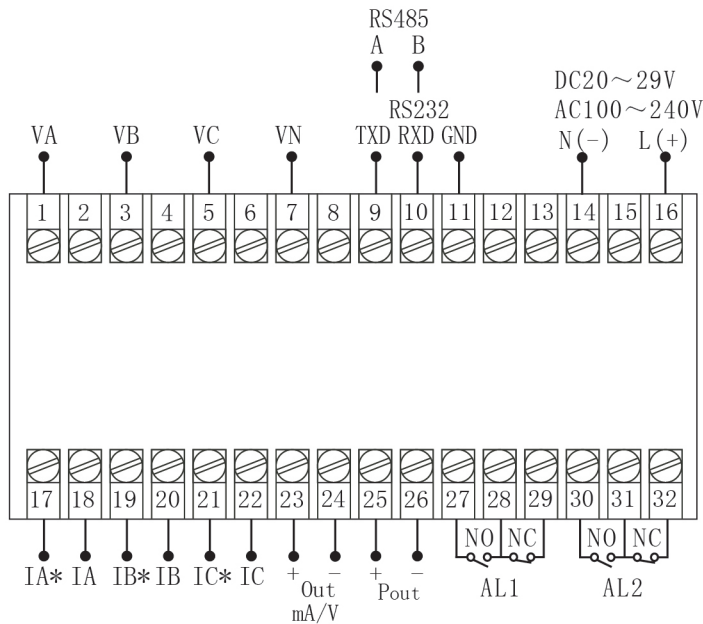 RS485
A B
DC20～29V
RS232 AC100～240V
VA VB VC VN TXD RXD GND N(-) L(+)
1 2 3 4 5 6 7 8 9 10 11 12 13 14 15 16
17 18 19 20 21 22 23 24 25 26 27 28 29 30 31 32
NO NC NO NC
IA* IA IB* IB IC* IC + - + -
Out Pout AL1 AL2
mA/V